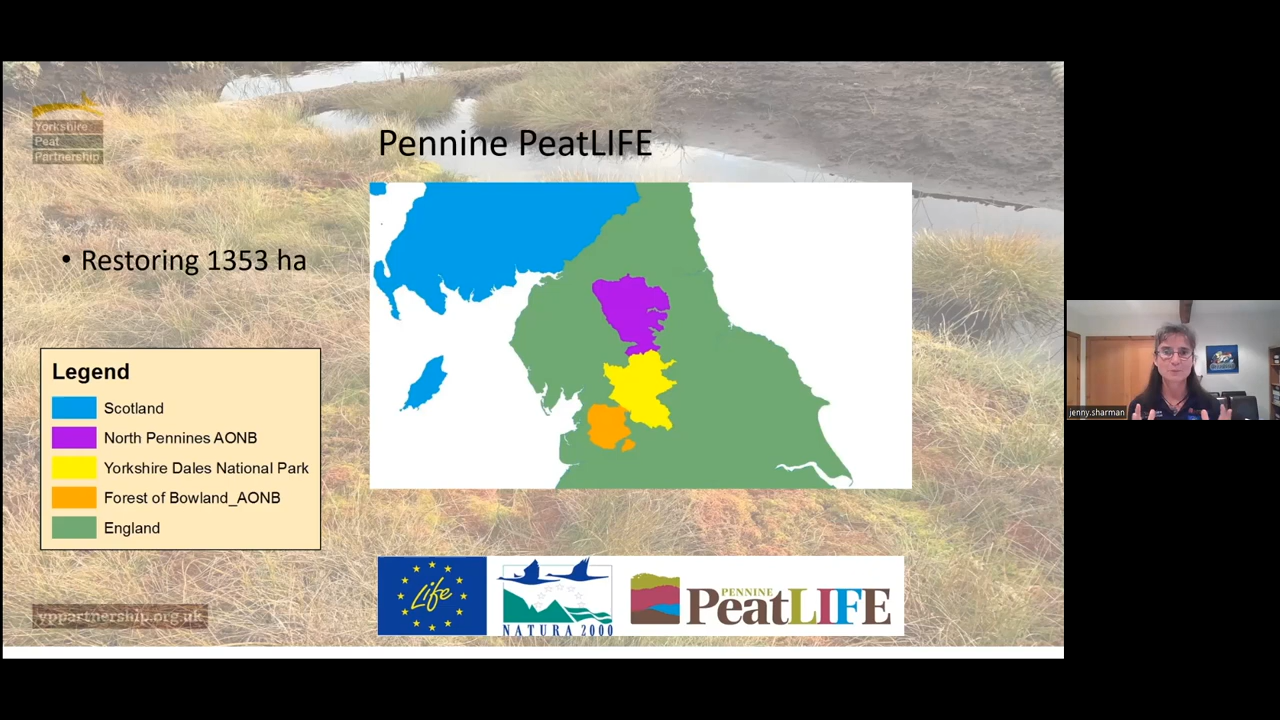 Yorkshire
Peat
Partnership
Pennine PeatLIFE
• Restoring 1353 ha
Legend
Scotland
North Pennines AONB
Yorkshire Dales National Park
Forest of Bowland_AONB
England
yppartnership.org.uk
Life
NATURA 2000
PENNINE
PeatLIFE
jenny.sharman